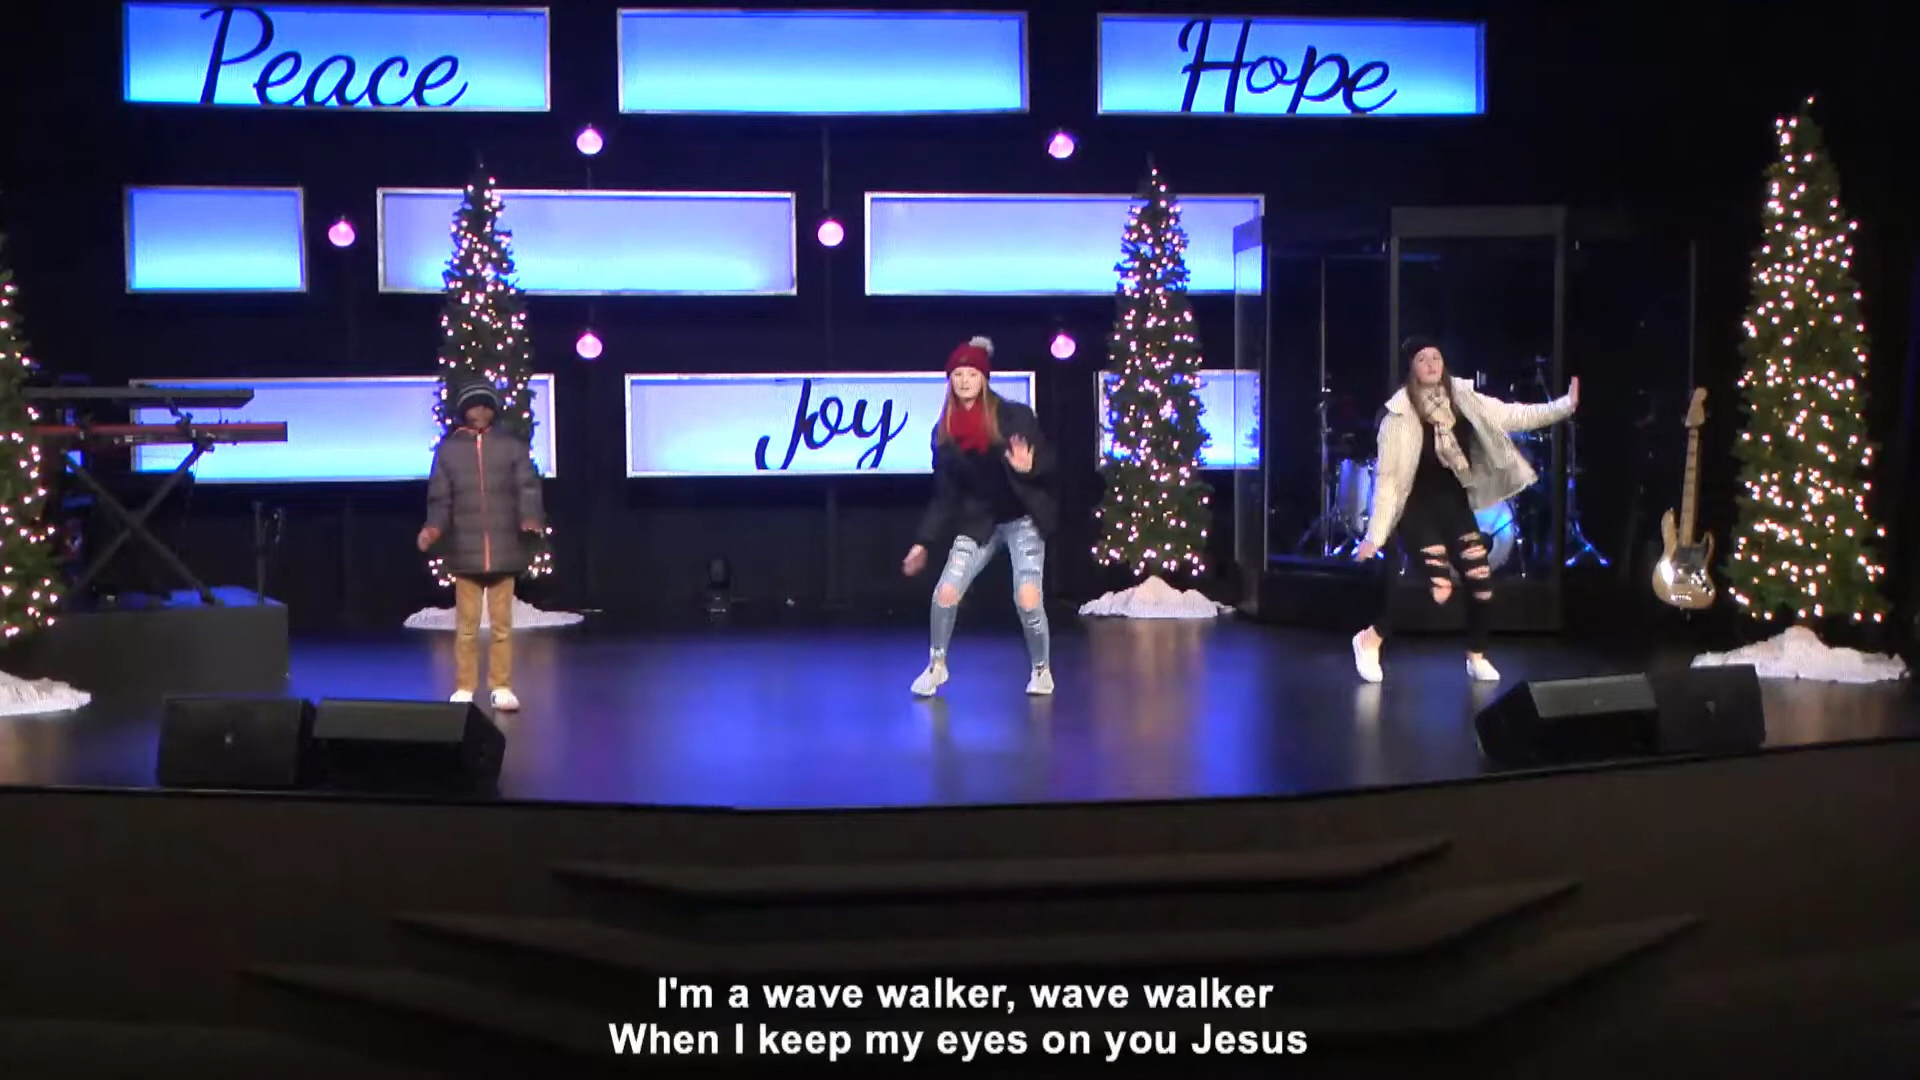 Peace
Hope
Joy
I'm a wave walker, wave walker
When I keep my eyes on you Jesus